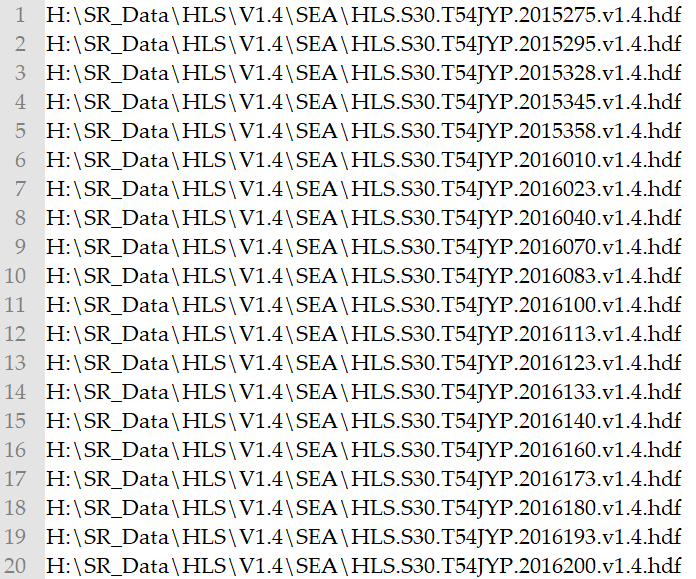 1 H:\SR_Data\HLS\V1.4\SEA\HLS.S30.T54JYP.2015275.v1.4.hdf
2 H:\SR_Data\HLS\V1.4\SEA\HLS.S30.T54JYP.2015295.v1.4.hdf
3 H:\SR_Data\HLS\V1.4\SEA\HLS.S30.T54JYP.2015328.v1.4.hdf
4 H:\SR_Data\HLS\V1.4\SEA\HLS.S30.T54JYP.2015345.v1.4.hdf
5 H:\SR_Data\HLS\V1.4\SEA\HLS.S30.T54JYP.2015358.v1.4.hdf
6 H:\SR_Data\HLS\V1.4\SEA\HLS.S30.T54JYP.2016010.v1.4.hdf
7 H:\SR_Data\HLS\V1.4\SEA\HLS.S30.T54JYP.2016023.v1.4.hdf
8 H:\SR_Data\HLS\V1.4\SEA\HLS.S30.T54JYP.2016040.v1.4.hdf
9 H:\SR_Data\HLS\V1.4\SEA\HLS.S30.T54JYP.2016070.v1.4.hdf
10 H:\SR_Data\HLS\V1.4\SEA\HLS.S30.T54JYP.2016083.v1.4.hdf
11 H:\SR_Data\HLS\V1.4\SEA\HLS.S30.T54JYP.2016100.v1.4.hdf
12 H:\SR_Data\HLS\V1.4\SEA\HLS.S30.T54JYP.2016113.v1.4.hdf
13 H:\SR_Data\HLS\V1.4\SEA\HLS.S30.T54JYP.2016123.v1.4.hdf
14 H:\SR_Data\HLS\V1.4\SEA\HLS.S30.T54JYP.2016133.v1.4.hdf
15 H:\SR_Data\HLS\V1.4\SEA\HLS.S30.T54JYP.2016140.v1.4.hdf
16 H:\SR_Data\HLS\V1.4\SEA\HLS.S30.T54JYP.2016160.v1.4.hdf
17 H:\SR_Data\HLS\V1.4\SEA\HLS.S30.T54JYP.2016173.v1.4.hdf
18 H:\SR_Data\HLS\V1.4\SEA\HLS.S30.T54JYP.2016180.v1.4.hdf
19 H:\SR_Data\HLS\V1.4\SEA\HLS.S30.T54JYP.2016193.v1.4.hdf
20 H:\SR_Data\HLS\V1.4\SEA\HLS.S30.T54JYP.2016200.v1.4.hdf